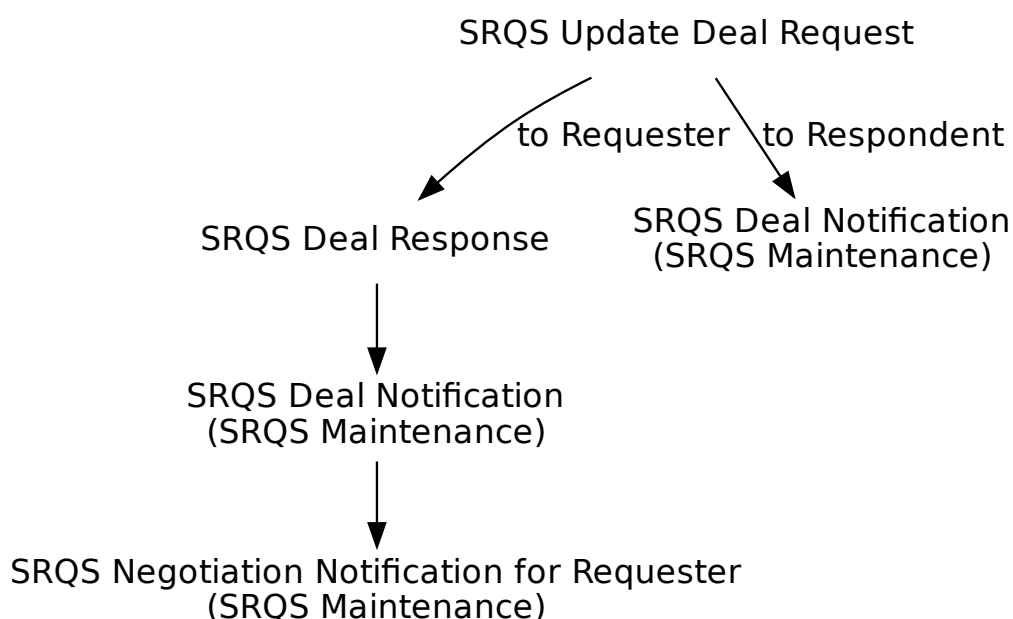 SRQS Update Deal Request
to Requester
to Respondent
SRQS Deal Response
SRQS Deal Notification
(SRQS Maintenance)
SRQS Deal Notification
(SRQS Maintenance)
SRQS Negotiation Notification for Requester
(SRQS Maintenance)